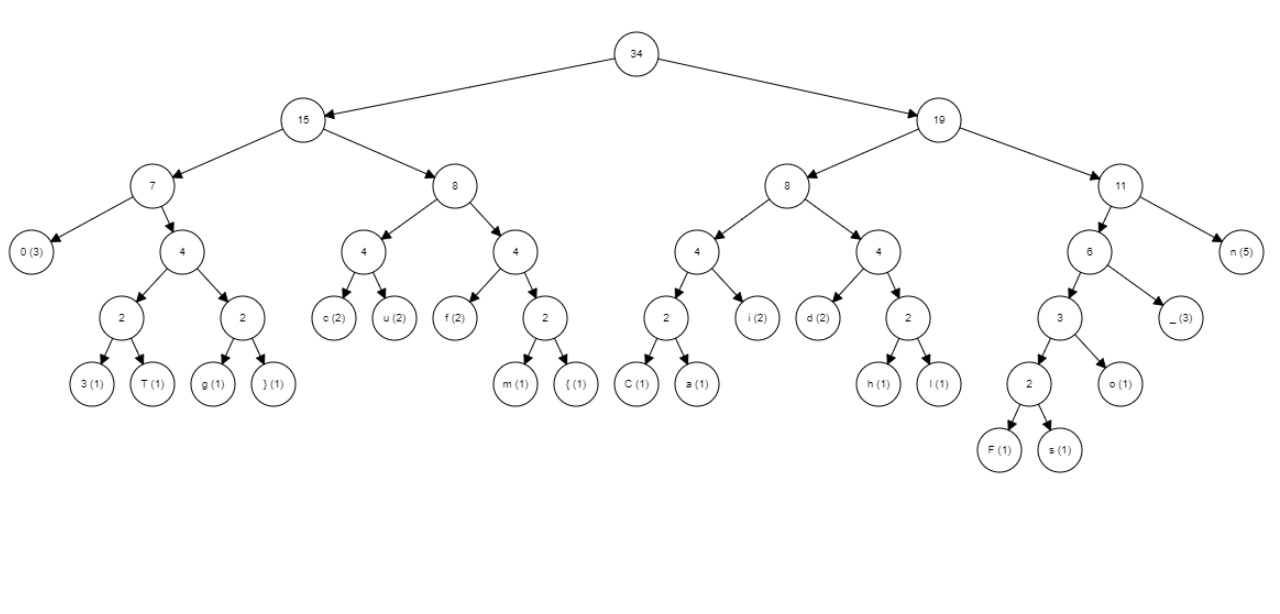 34
15 19
7 8 8 11
0 (3) 4 4 4 4 4 6 n (5)
2 2 c (2) u (2) f (2) 2 2 i (2) d (2) 2 3 _ (3)
3 (1) T (1) g (1) } (1) m (1) { (1) C (1) a (1) h (1) l (1) 2 o (1)
F (1) s (1)